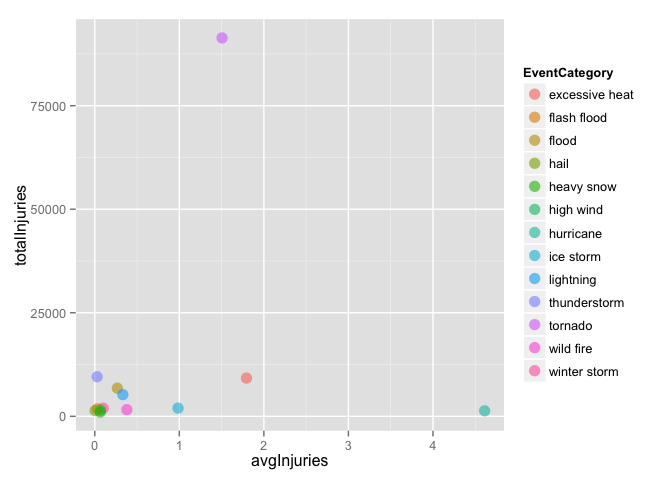 75000
50000
25000
0
totalInjuries
0 1 2 3 4
avgInjuries
EventCategory
excessive heat
flash flood
flood
hail
heavy snow
high wind
hurricane
ice storm
lightning
thunderstorm
tornado
wild fire
winter storm